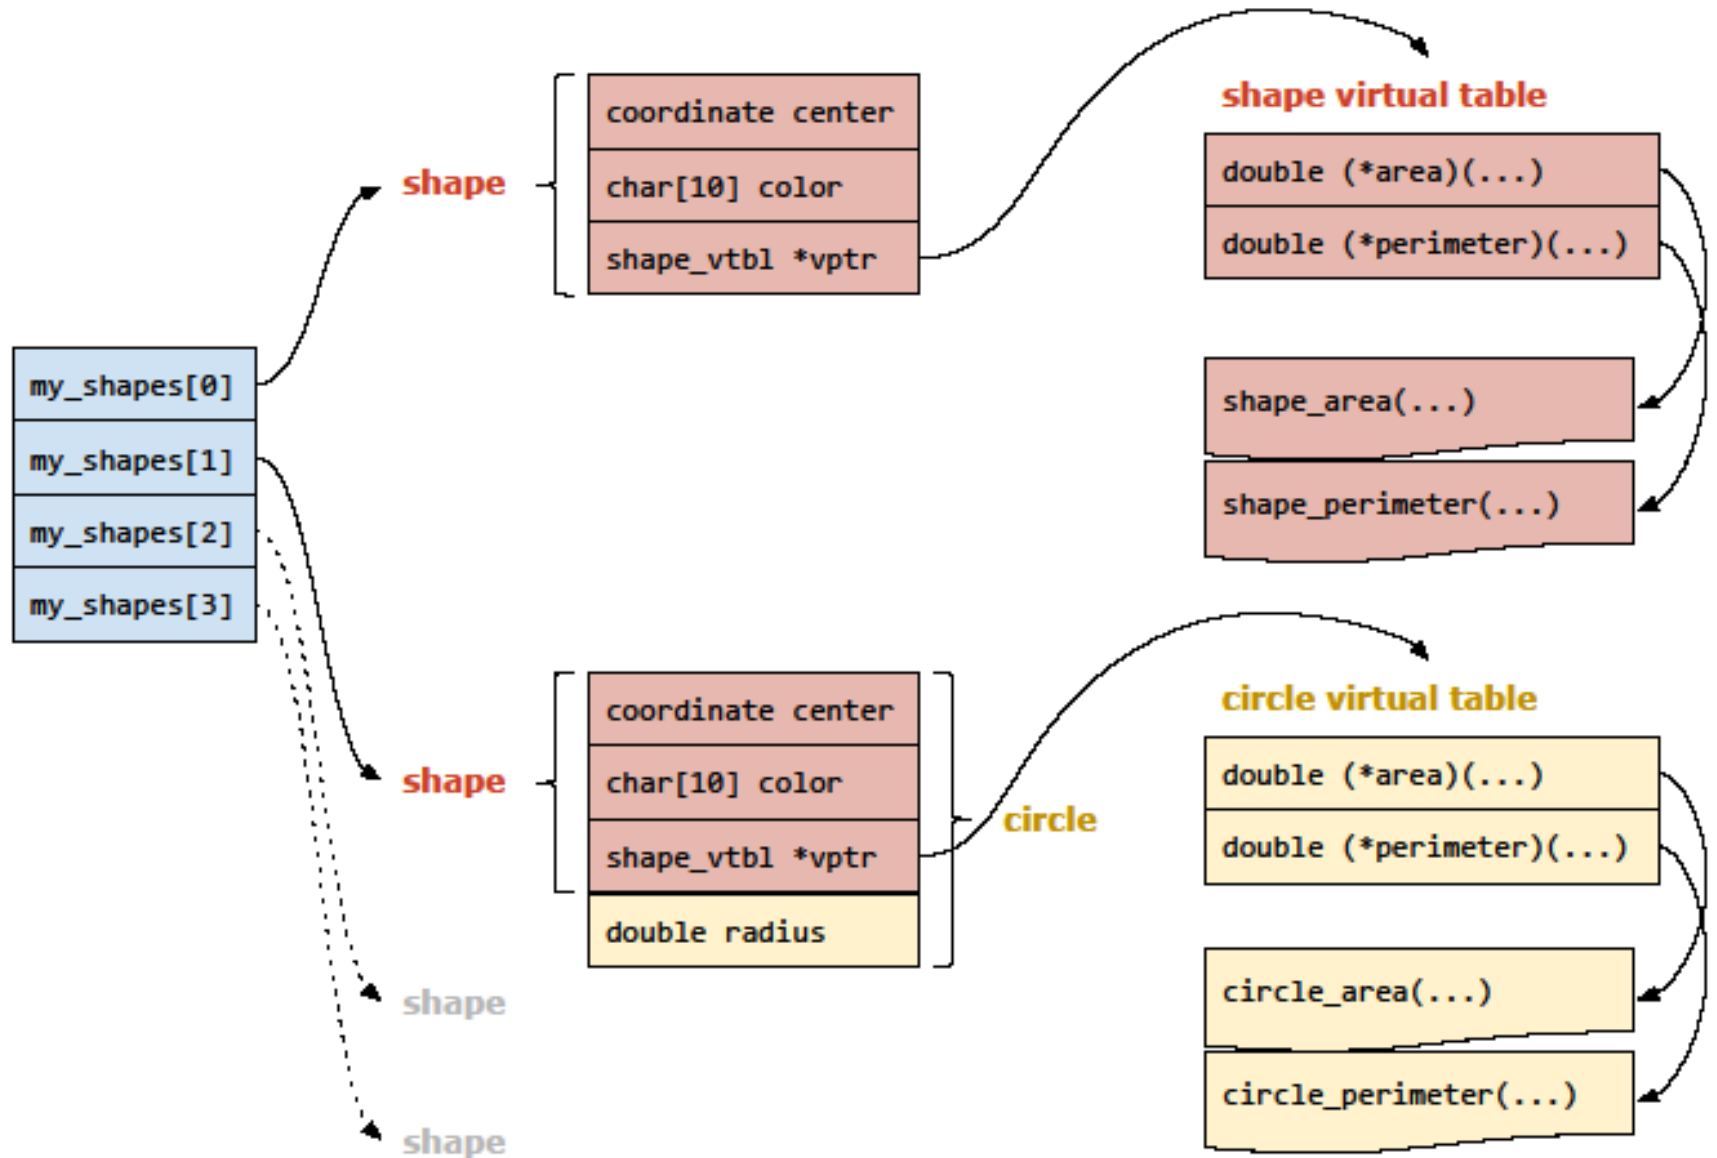 shape
coordinate center
char[10] color
shape_vtbl *vptr
shape virtual table
double (*area)(...)
double (*perimeter)(...)
shape_area(...)
shape_perimeter(...)
my_shapes[0]
my_shapes[1]
my_shapes[2]
my_shapes[3]
shape
coordinate center
char[10] color
shape_vtbl *vptr
double radius
circle
circle virtual table
double (*area)(...)
double (*perimeter)(...)
circle_area(...)
circle_perimeter(...)
shape
shape